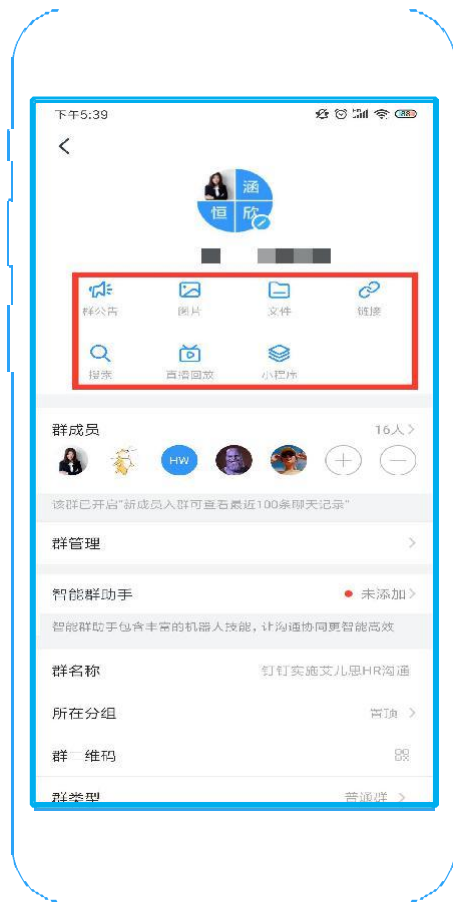 下午5:39
88
涵
恒 欣
群公告 图片 文件 链接
搜索 直播回放 小程序
群成员 16人
HW
该群已开启"新成员入群可查看最近100条聊天记录"
群管理
智能群助手 未添加
智能群助手包含丰富的机器人技能，让沟通协同更智能高效
群名称 钉钉实施艾儿思HR沟通
所在分组 置顶
群二维码
群类型 普通群